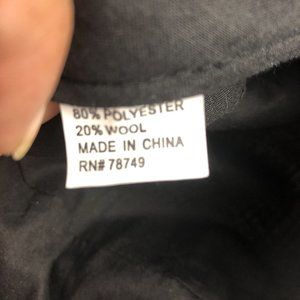 80% POLYESTER
20% WOOL
MADE IN CHINA
RN# 78749